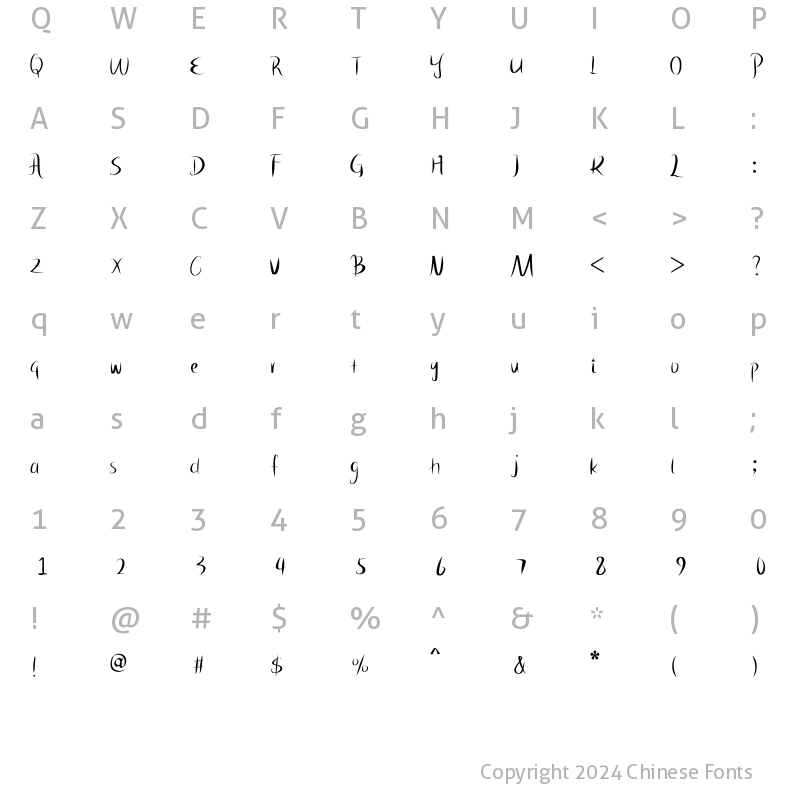 Q W E R T Y U I O P
Q W E R T Y U I O P
A S D F G H J K L :
A S D F G H J K L :
Z X C V B N M < > ?
Z X C V B N M < > ?
q w e r t y u i o p
q w e r t y u i o p
a s d f g h j k l ;
a s d f g h j k l ;
1 2 3 4 5 6 7 8 9 0
1 2 3 4 5 6 7 8 9 0
! @ # $ % ^ & * ( )
! @ # $ % ^ & * ( )
Copyright 2024 Chinese Fonts